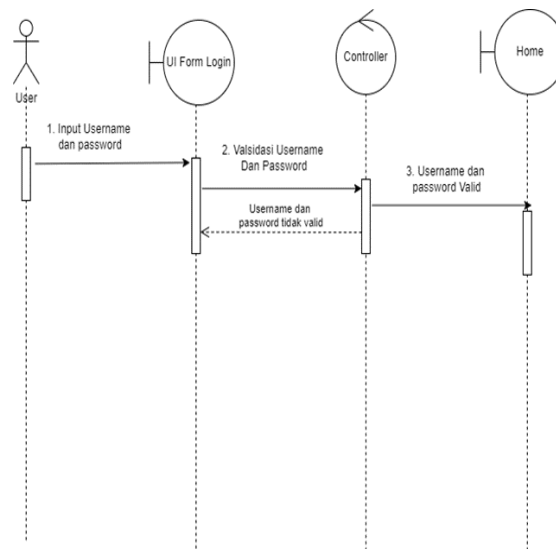 User
UI Form Login
Controller
Home
1. Input Username
dan password
2. Valsidasi Username
Dan Password
3. Username dan
password Valid
Username dan
password tidak valid